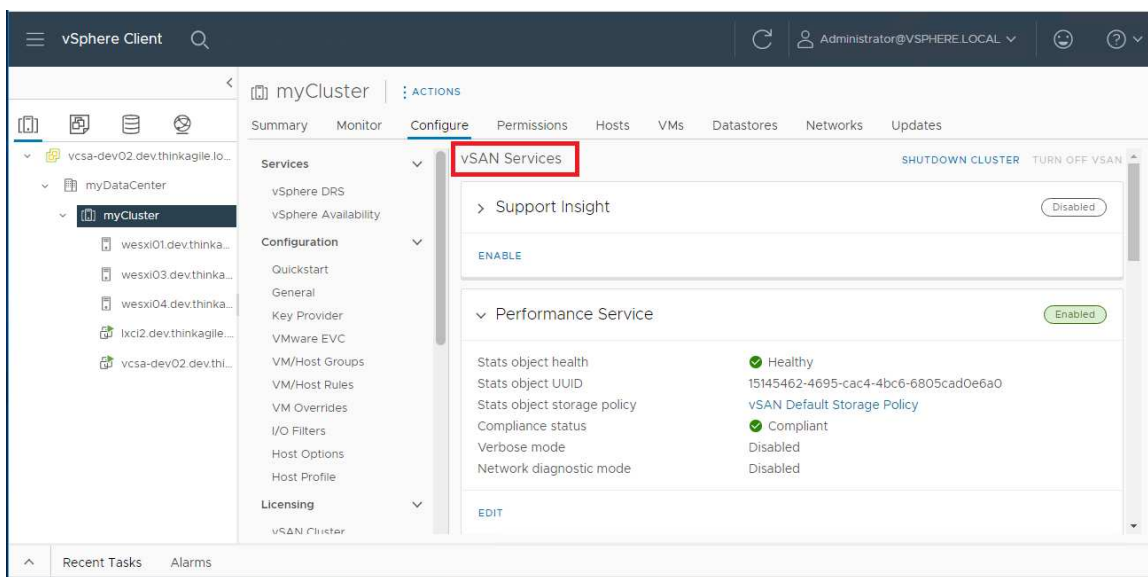 vSphere Client
Administrator@VSPHERE.LOCAL
myCluster
ACTIONS
Summary Monitor Configure Permissions Hosts VMs Datastores Networks Updates
vcsa-dev02.dev.thinkagile.lo...
myDataCenter
myCluster
wesxi01.dev.thinka...
wesxi03.dev.thinka...
wesxi04.dev.thinka...
lxci2.dev.thinkagile....
vcsa-dev02.dev.thi...
Services
vSphere DRS
vSphere Availability
Configuration
Quickstart
General
Key Provider
VMware EVC
VM/Host Groups
VM/Host Rules
VM Overrides
I/O Filters
Host Options
Host Profile
Licensing
vSAN Cluster
vSAN Services
SHUTDOWN CLUSTER TURN OFF VSAN
Support Insight Disabled
ENABLE
Performance Service Enabled
Stats object health Healthy
Stats object UUID 15145462-4695-cac4-4bc6-6805cad0e6a0
Stats object storage policy vSAN Default Storage Policy
Compliance status Compliant
Verbose mode Disabled
Network diagnostic mode Disabled
EDIT
Recent Tasks Alarms